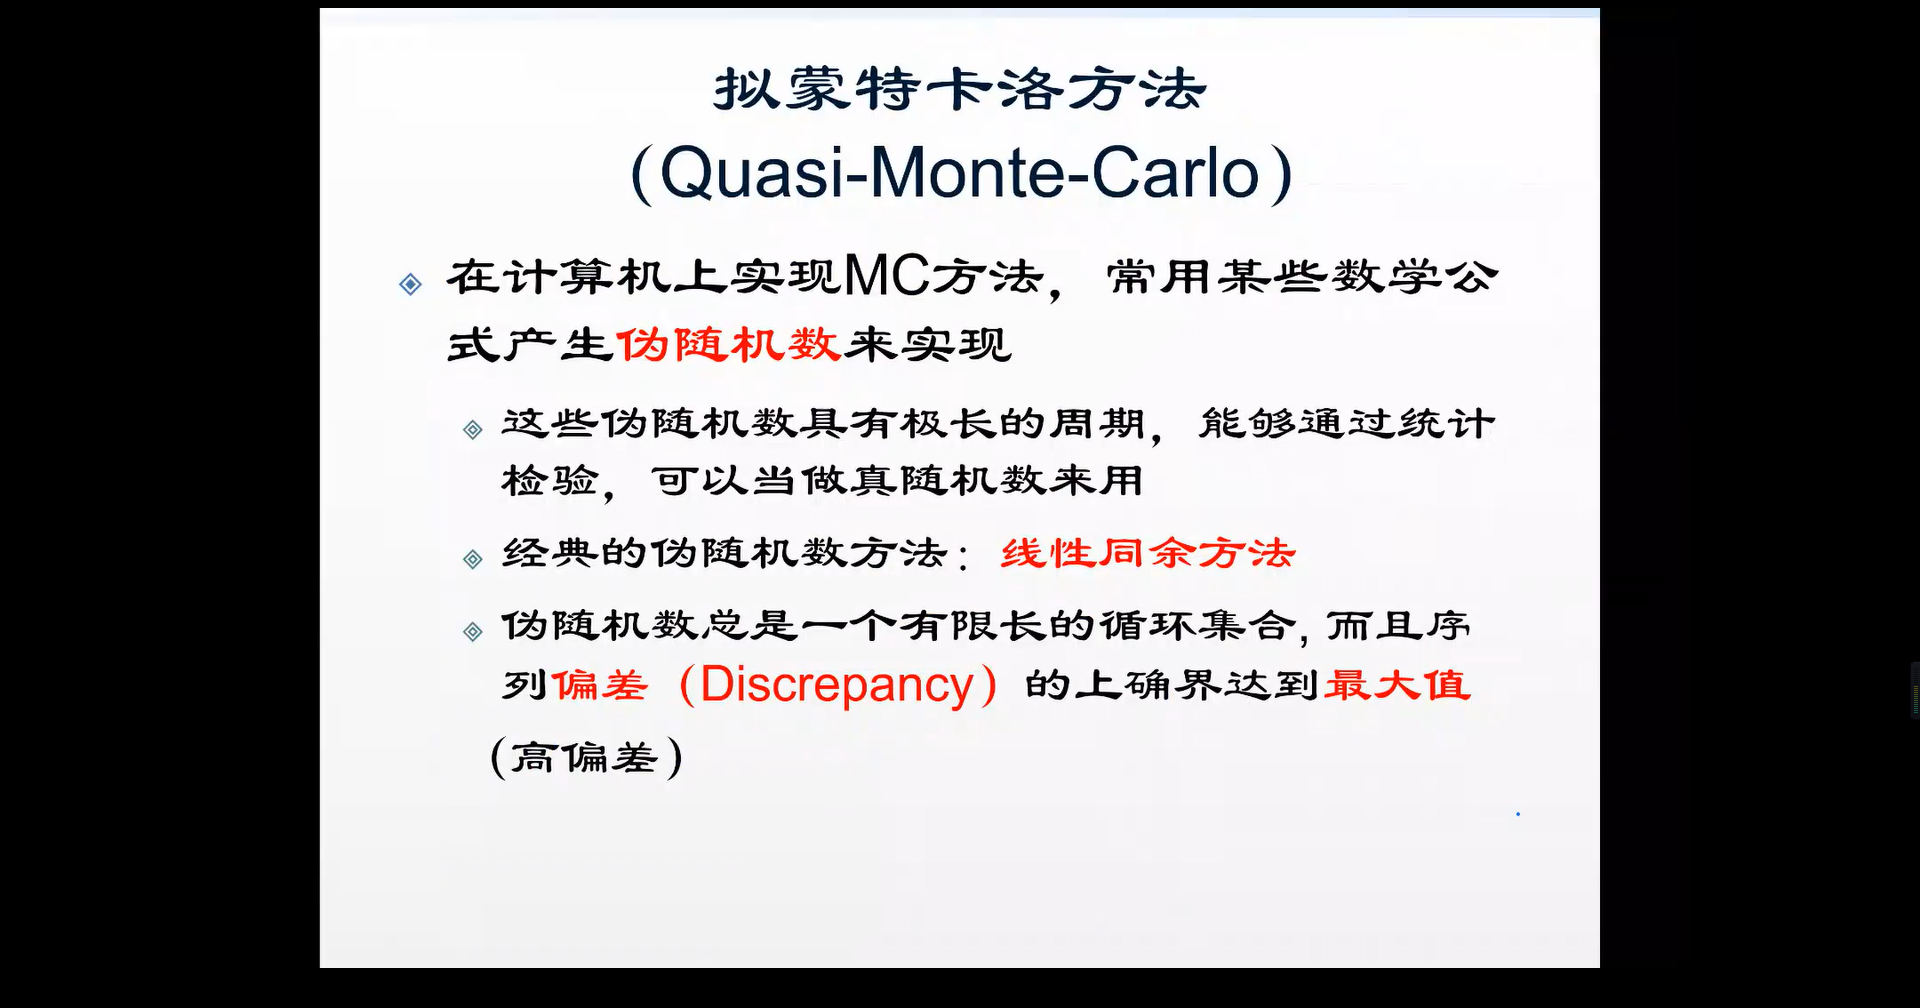 拟蒙特卡洛方法
（Quasi-Monte-Carlo）
在计算机上实现MC方法，常用某些数学公
式产生伪随机数来实现
这些伪随机数具有极长的周期，能够通过统计
检验，可以当做真随机数来用
经典的伪随机数方法：线性同余方法
伪随机数总是一个有限长的循环集合, 而且序
列偏差（Discrepancy）的上确界达到最大值
（高偏差）